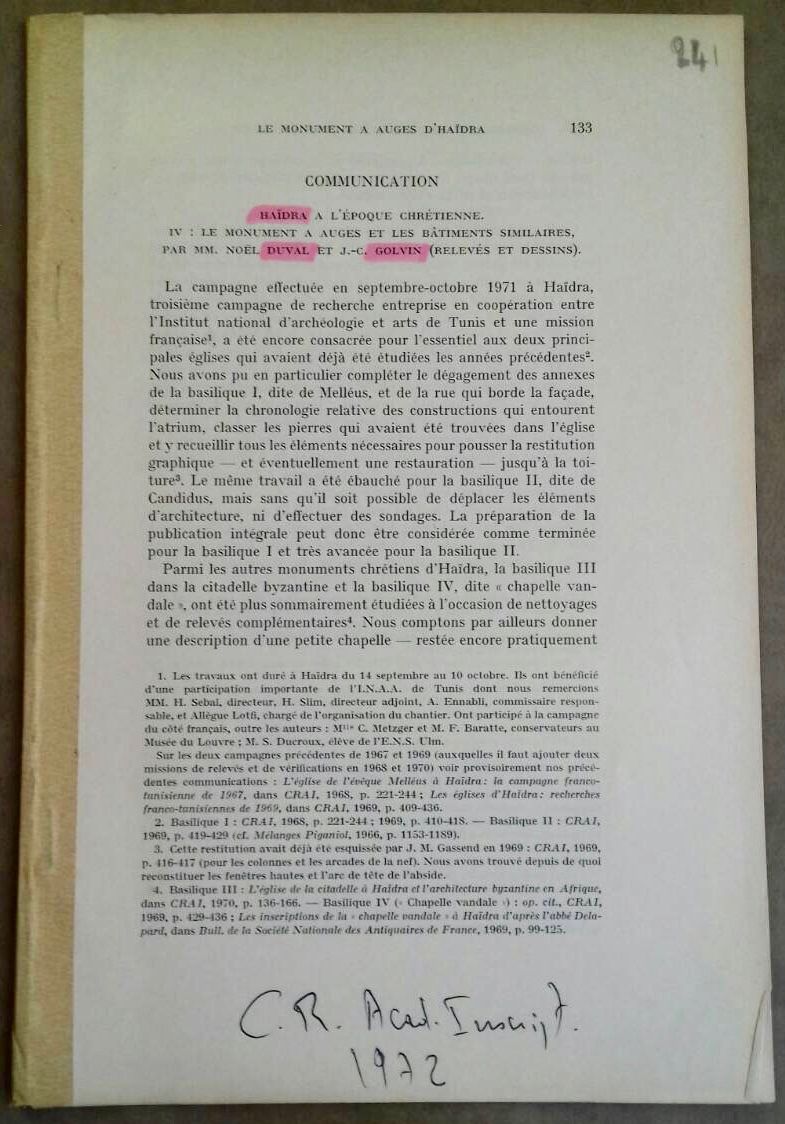 241
LE MONUMENT A AUGES D'HAÏDRA 133
COMMUNICATION
HAÏDRA A L'ÉPOQUE CHRÉTIENNE.
IV : LE MONUMENT A AUGES ET LES BÂTIMENTS SIMILAIRES,
PAR MM. NOËL DUVAL ET J.-C. GOLVIN (RELEVÉS ET DESSINS).
La campagne effectuée en septembre-octobre 1971 à Haïdra,
troisième campagne de recherche entreprise en coopération entre
l'Institut national d'archéologie et arts de Tunis et une mission
française¹, a été encore consacrée pour l'essentiel aux deux princi-
pales églises qui avaient déjà été étudiées les années précédentes².
Nous avons pu en particulier compléter le dégagement des annexes
de la basilique I, dite de Melléus, et de la rue qui borde la façade,
déterminer la chronologie relative des constructions qui entourent
l'atrium, classer les pierres qui avaient été trouvées dans l'église
et y recueillir tous les éléments nécessaires pour pousser la restitution
graphique — et éventuellement une restauration — jusqu'à la toi-
ture³. Le même travail a été ébauché pour la basilique II, dite de
Candidus, mais sans qu'il soit possible de déplacer les éléments
d'architecture, ni d'effectuer des sondages. La préparation de la
publication intégrale peut donc être considérée comme terminée
pour la basilique I et très avancée pour la basilique II.
Parmi les autres monuments chrétiens d'Haïdra, la basilique III
dans la citadelle byzantine et la basilique IV, dite « chapelle van-
dale », ont été plus sommairement étudiées à l'occasion de nettoyages
et de relevés complémentaires⁴. Nous comptons par ailleurs donner
une description d'une petite chapelle — restée encore pratiquement
1. Les travaux ont duré à Haïdra du 14 septembre au 10 octobre. Ils ont bénéficié
d'une participation importante de l'I.N.A.A. de Tunis dont nous remercions
MM. H. Sebaï, directeur, H. Slim, directeur adjoint, A. Ennabli, commissaire respon-
sable, et Allègue Lotfi, chargé de l'organisation du chantier. Ont participé à la campagne
du côté français, outre les auteurs : Mˡˡᵉ C. Metzger et M. F. Baratte, conservateurs au
Musée du Louvre ; M. S. Ducroux, élève de l'E.N.S. Ulm.
Sur les deux campagnes précédentes de 1967 et 1969 (auxquelles il faut ajouter deux
missions de relevés et de vérifications en 1968 et 1970) voir provisoirement nos précé-
dentes communications : L'église de l'évêque Melléus à Haïdra : la campagne franco-
tunisienne de 1967, dans CRAI, 1968, p. 221-244 ; Les églises d'Haïdra : recherches
franco-tunisiennes de 1969, dans CRAI, 1969, p. 409-436.
2. Basilique I : CRAI, 1968, p. 221-244 ; 1969, p. 410-418. — Basilique II : CRAI,
1969, p. 419-429 (cf. Mélanges Piganiol, 1966, p. 1153-1189).
3. Cette restitution avait déjà été esquissée par J. M. Gassend en 1969 : CRAI, 1969,
p. 416-417 (pour les colonnes et les arcades de la nef). Nous avons trouvé depuis de quoi
reconstituer les fenêtres hautes et l'arc de tête de l'abside.
4. Basilique III : L'église de la citadelle à Haïdra et l'architecture byzantine en Afrique,
dans CRAI, 1970, p. 136-166. — Basilique IV (« Chapelle vandale ») : op. cit., CRAI,
1969, p. 429-436 ; Les inscriptions de la « chapelle vandale » à Haïdra d'après l'abbé Dela-
pard, dans Bull. de la Société Nationale des Antiquaires de France, 1969, p. 99-125.
C. R. Acad. Inscript.
1972